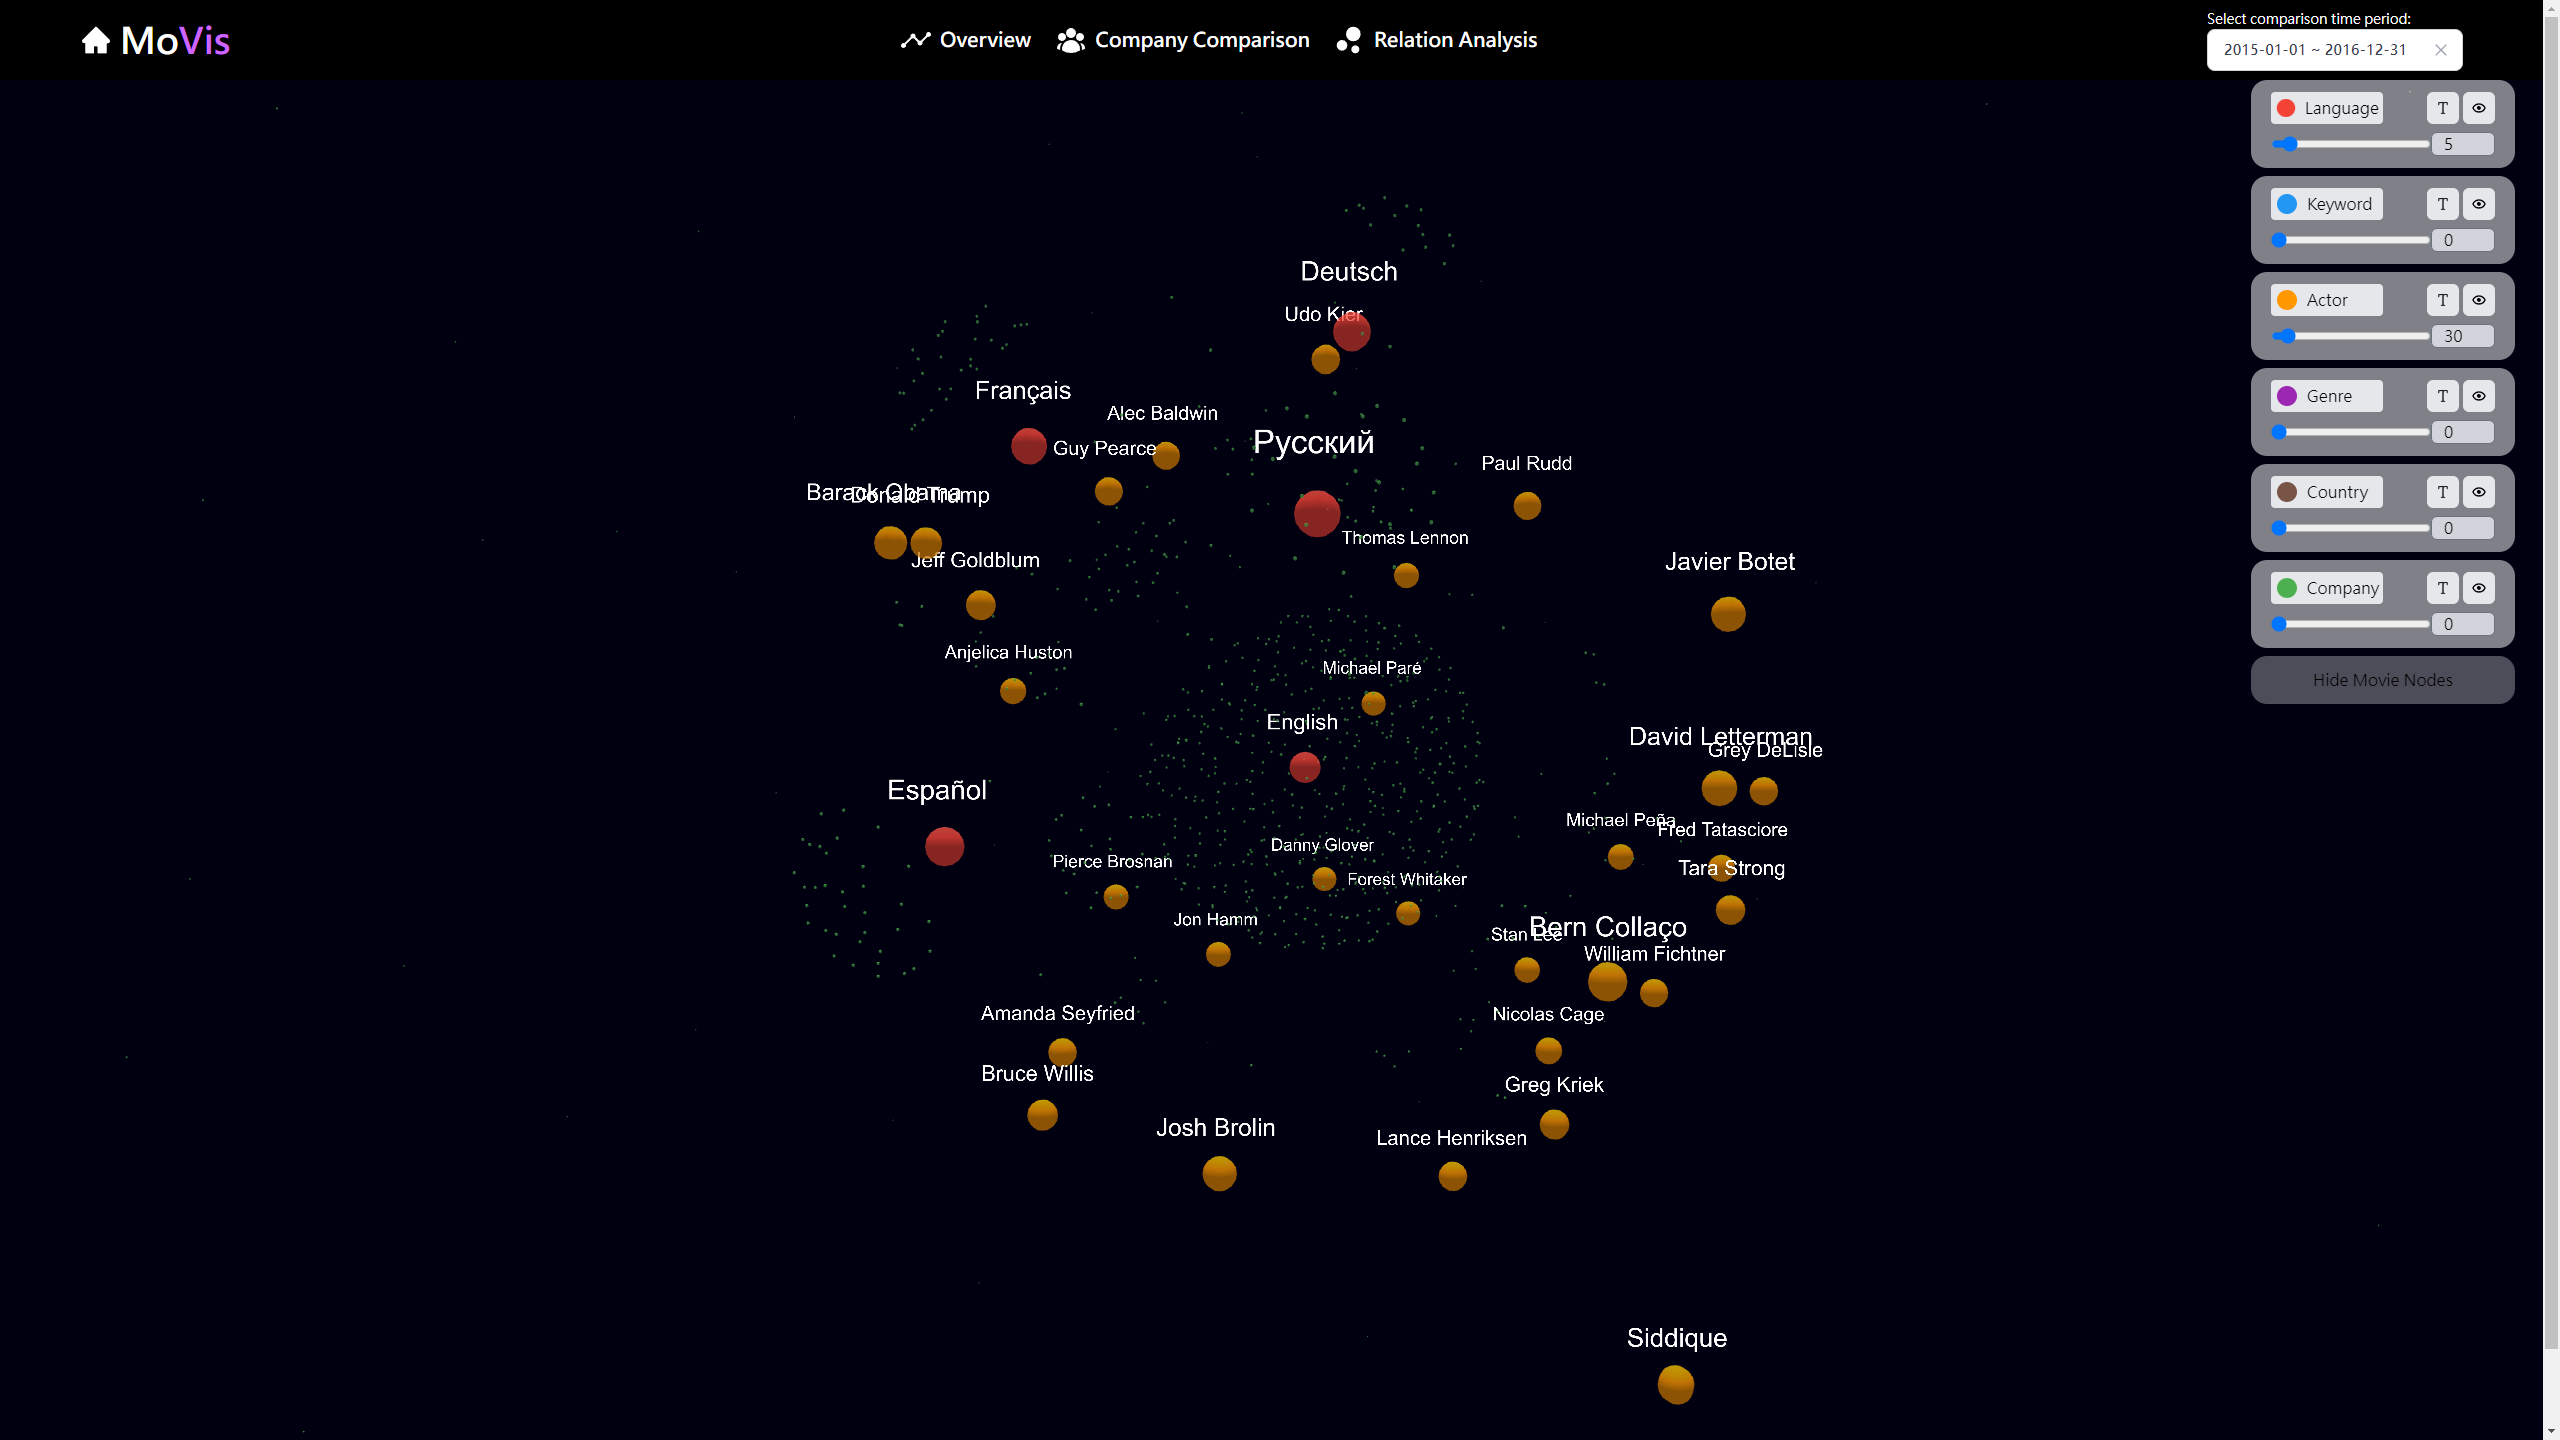 MoVis
Overview
Company Comparison
Relation Analysis
Select comparison time period:
2015-01-01 ~ 2016-12-31
Language
T
5
Keyword
T
0
Actor
T
30
Genre
T
0
Country
T
0
Company
T
0
Hide Movie Nodes
Deutsch
Udo Kier
Français
Alec Baldwin
Guy Pearce
Русский
Paul Rudd
Barack Obama
Donald Trump
Thomas Lennon
Jeff Goldblum
Javier Botet
Anjelica Huston
Michael Paré
English
David Letterman
Grey DeLisle
Español
Michael Peña
Fred Tatasciore
Danny Glover
Pierce Brosnan
Tara Strong
Forest Whitaker
Jon Hamm
Bern Collaço
Stan Lee
William Fichtner
Amanda Seyfried
Nicolas Cage
Bruce Willis
Greg Kriek
Josh Brolin
Lance Henriksen
Siddique